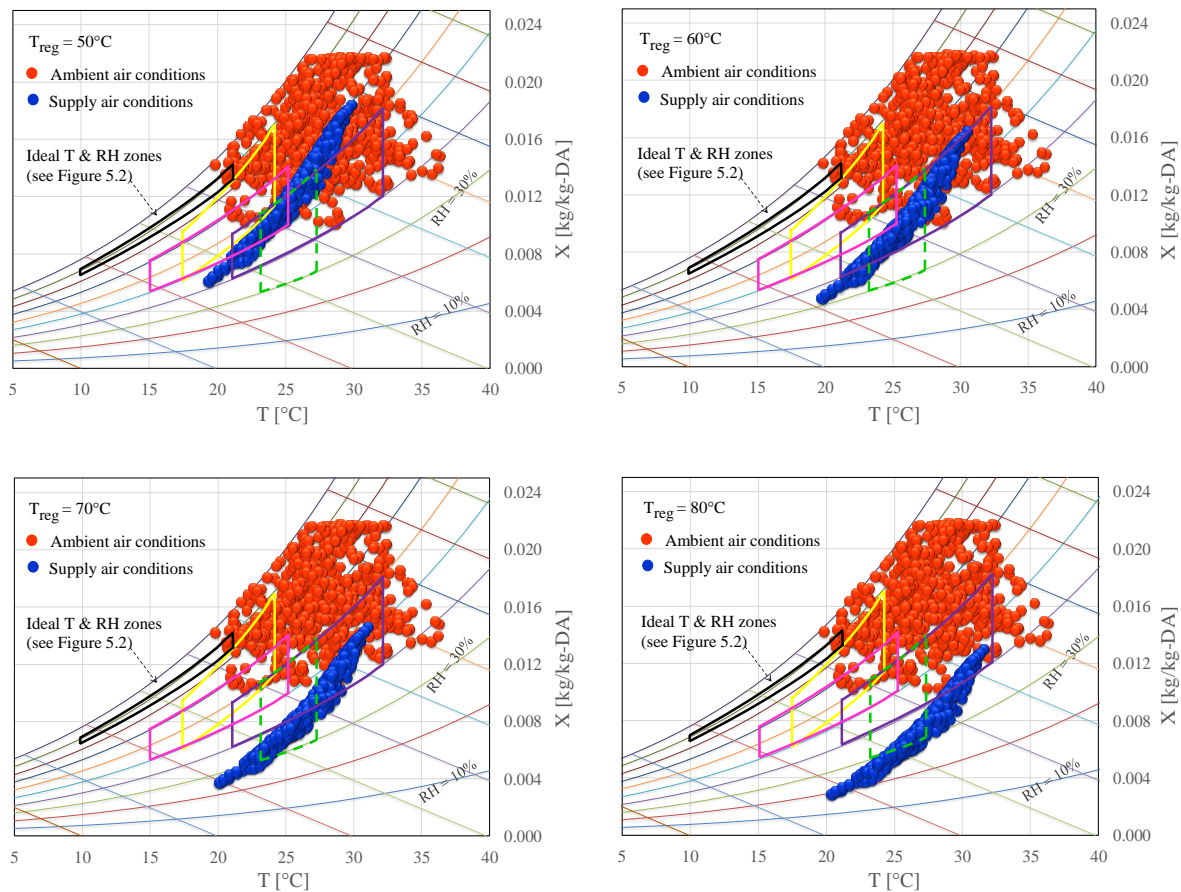 T_reg = 50°C
Ambient air conditions
Supply air conditions
Ideal T & RH zones
(see Figure 5.2)
RH = 30%
RH = 10%
0.024
0.020
0.016
0.012
0.008
0.004
0.000
X [kg/kg-DA]
5 10 15 20 25 30 35 40
T [°C]
T_reg = 60°C
Ambient air conditions
Supply air conditions
Ideal T & RH zones
(see Figure 5.2)
RH = 30%
RH = 10%
0.024
0.020
0.016
0.012
0.008
0.004
0.000
X [kg/kg-DA]
5 10 15 20 25 30 35 40
T [°C]
T_reg = 70°C
Ambient air conditions
Supply air conditions
Ideal T & RH zones
(see Figure 5.2)
RH = 30%
RH = 10%
0.024
0.020
0.016
0.012
0.008
0.004
0.000
X [kg/kg-DA]
5 10 15 20 25 30 35 40
T [°C]
T_reg = 80°C
Ambient air conditions
Supply air conditions
Ideal T & RH zones
(see Figure 5.2)
RH = 30%
RH = 10%
0.024
0.020
0.016
0.012
0.008
0.004
0.000
X [kg/kg-DA]
5 10 15 20 25 30 35 40
T [°C]